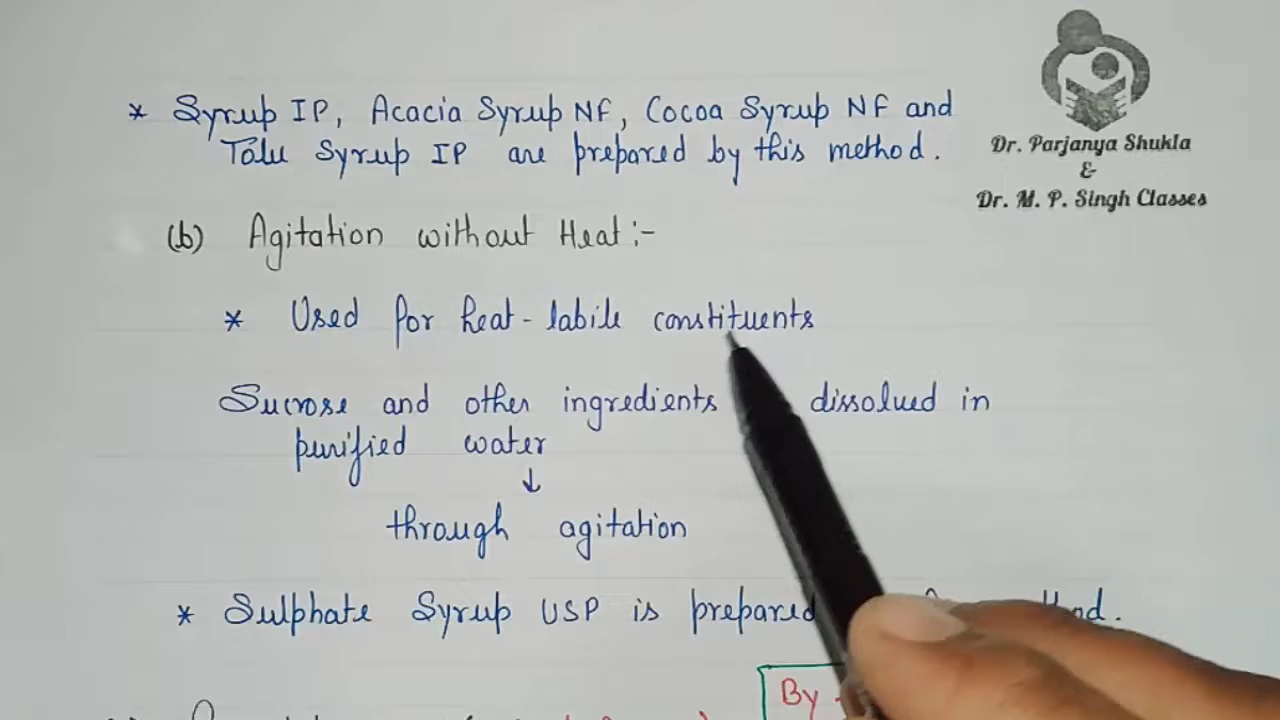 * Syrup IP, Acacia Syrup NF, Cocoa Syrup NF and
Tolu Syrup IP are prepared by this method.
Dr. Parjanya Shukla
&
Dr. M. P. Singh Classes
(b) Agitation without Heat:-
* Used for heat-labile constituents
Sucrose and other ingredients dissolved in
purified water
↓
through agitation
* Sulphate Syrup USP is prepared
By